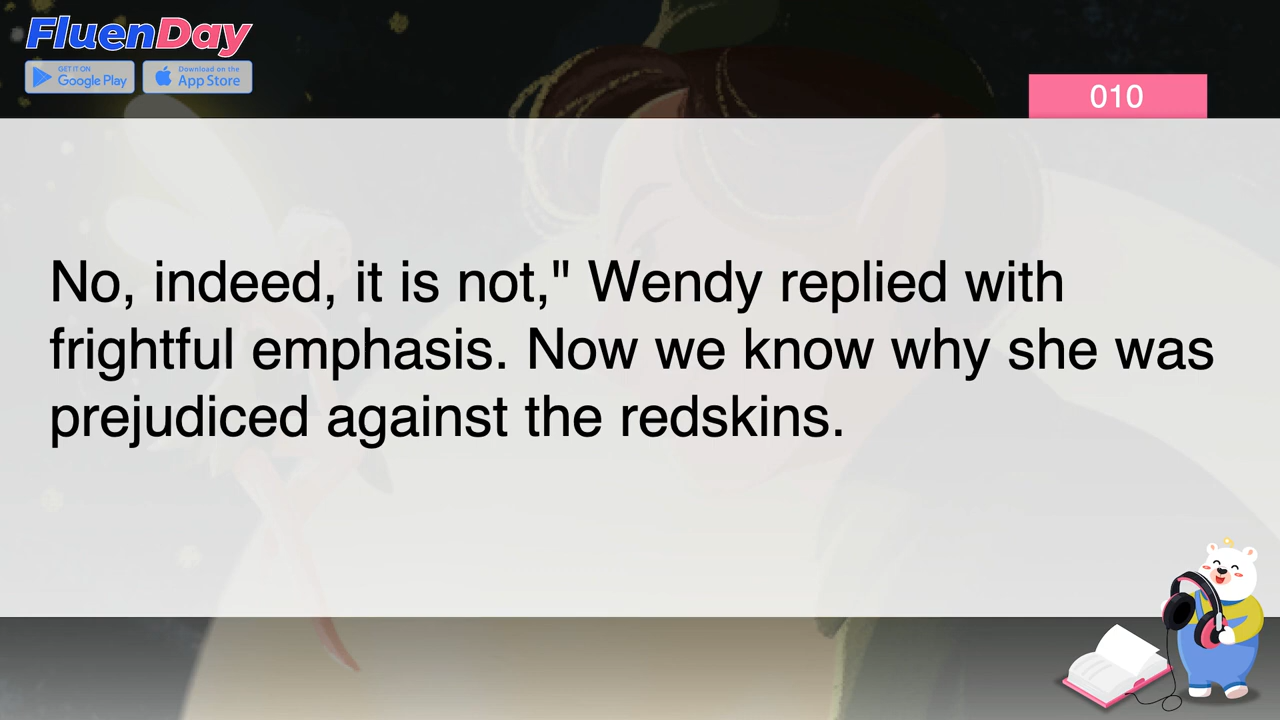 FluenDay
GET IT ON
Google Play
Download on the
App Store
010
No, indeed, it is not," Wendy replied with
frightful emphasis. Now we know why she was
prejudiced against the redskins.